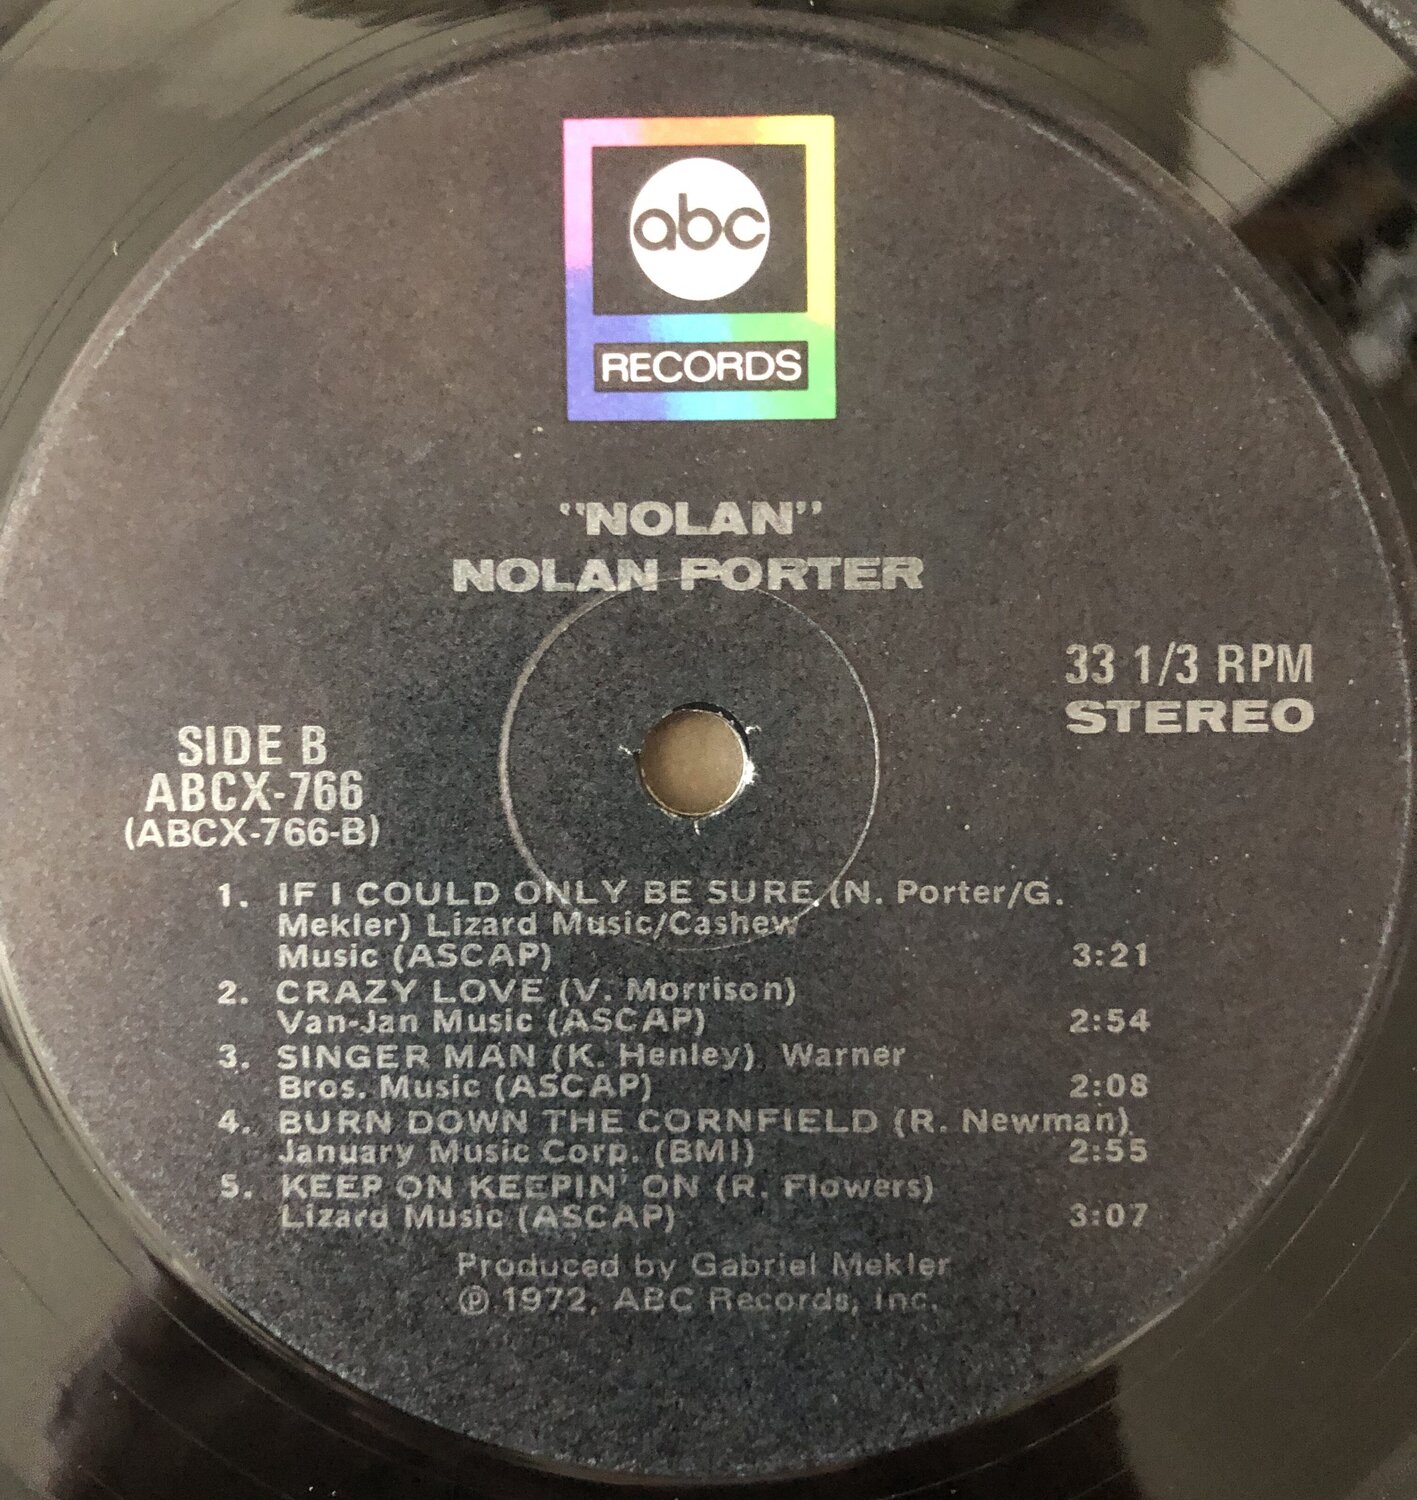 abc
RECORDS
"NOLAN"
NOLAN PORTER
33 1/3 RPM
STEREO
SIDE B
ABCX-766
(ABCX-766-B)
1. IF I COULD ONLY BE SURE (N. Porter/G.
Mekler) Lizard Music/Cashew
Music (ASCAP) 3:21
2. CRAZY LOVE (V. Morrison)
Van-Jan Music (ASCAP) 2:54
3. SINGER MAN (K. Henley) Warner
Bros. Music (ASCAP) 2:08
4. BURN DOWN THE CORNFIELD (R. Newman)
January Music Corp. (BMI) 2:55
5. KEEP ON KEEPIN' ON (R. Flowers)
Lizard Music (ASCAP) 3:07
Produced by Gabriel Mekler
℗ 1972, ABC Records, Inc.